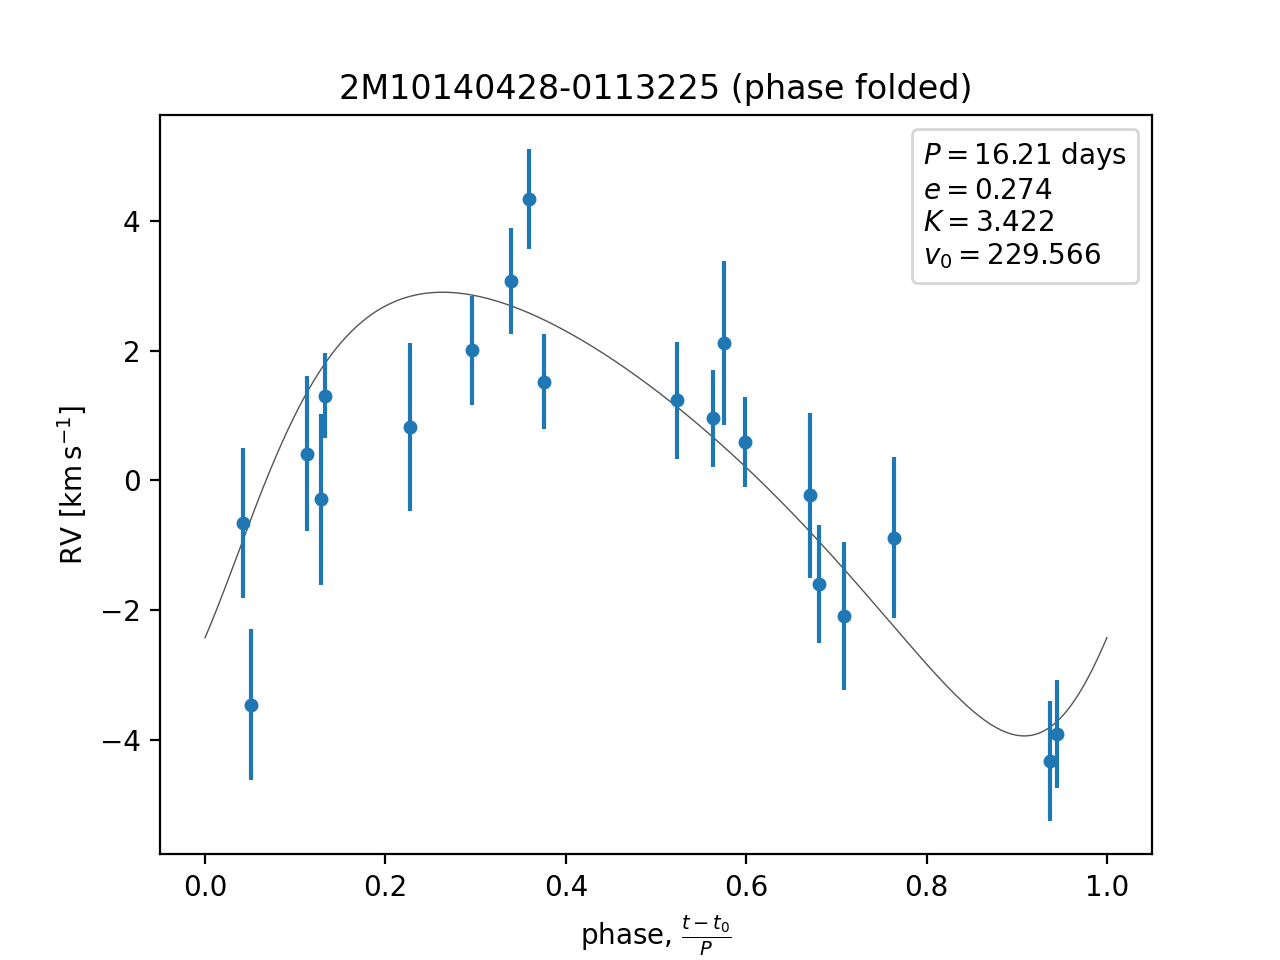 2M10140428-0113225 (phase folded)
P = 16.21 days
e = 0.274
K = 3.422
v₀ = 229.566
RV [km s⁻¹]
4
2
0
−2
−4
0.0 0.2 0.4 0.6 0.8 1.0
phase, (t − t₀)/P